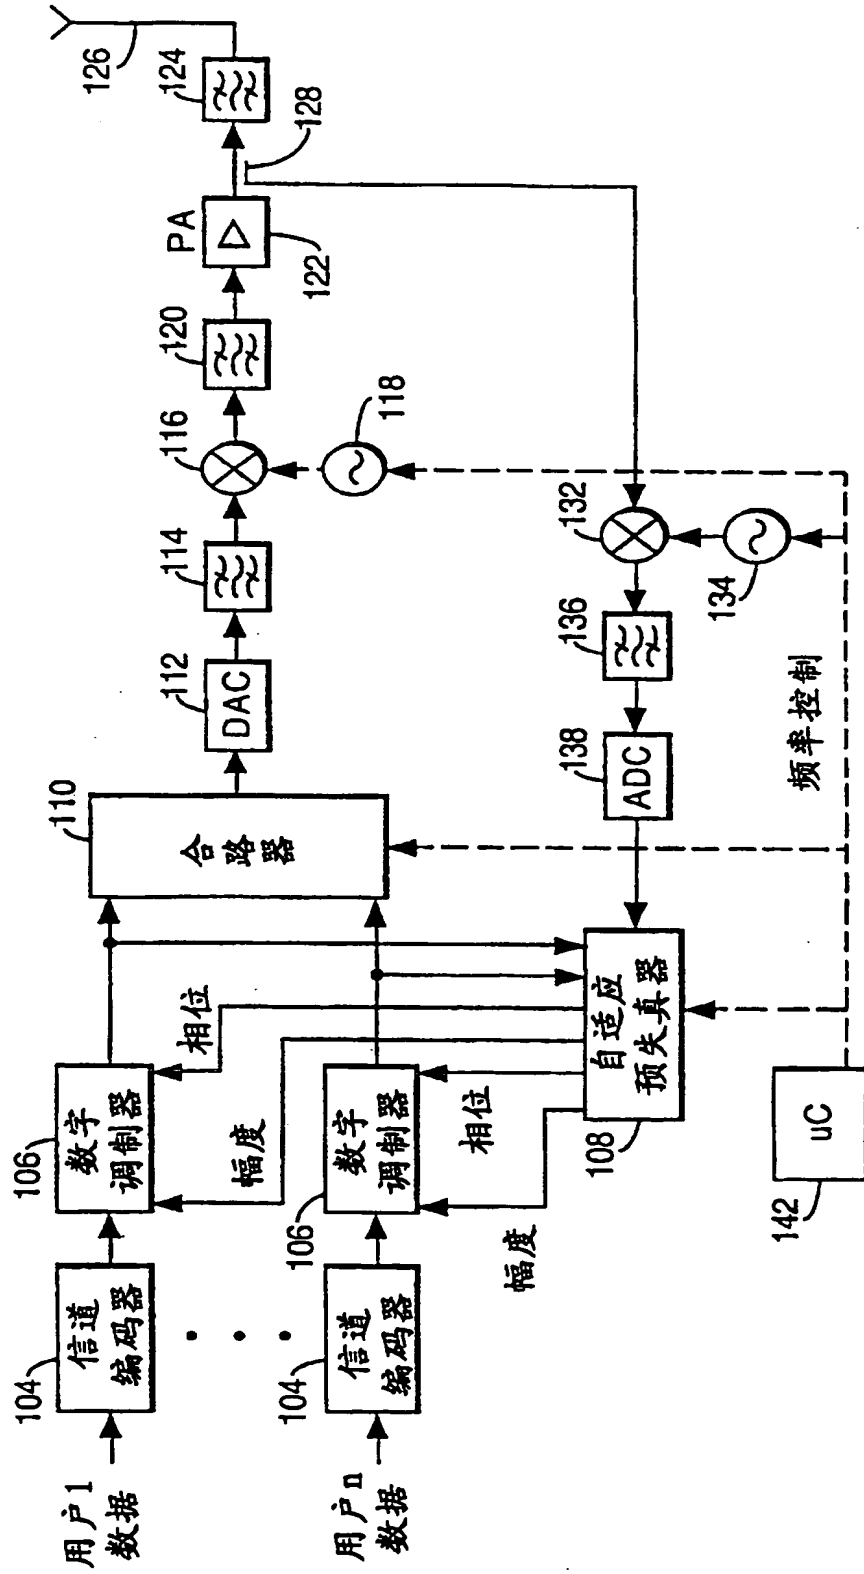 用户1
数据
104
信道
编码器
106
数字
调制器
相位
幅度
用户n
数据
104
信道
编码器
106
数字
调制器
相位
幅度
110
合路器
112
DAC
114
116
118
120
PA
122
124
126
128
132
134
136
138
ADC
108
自适应
预失真器
频率控制
142
uC